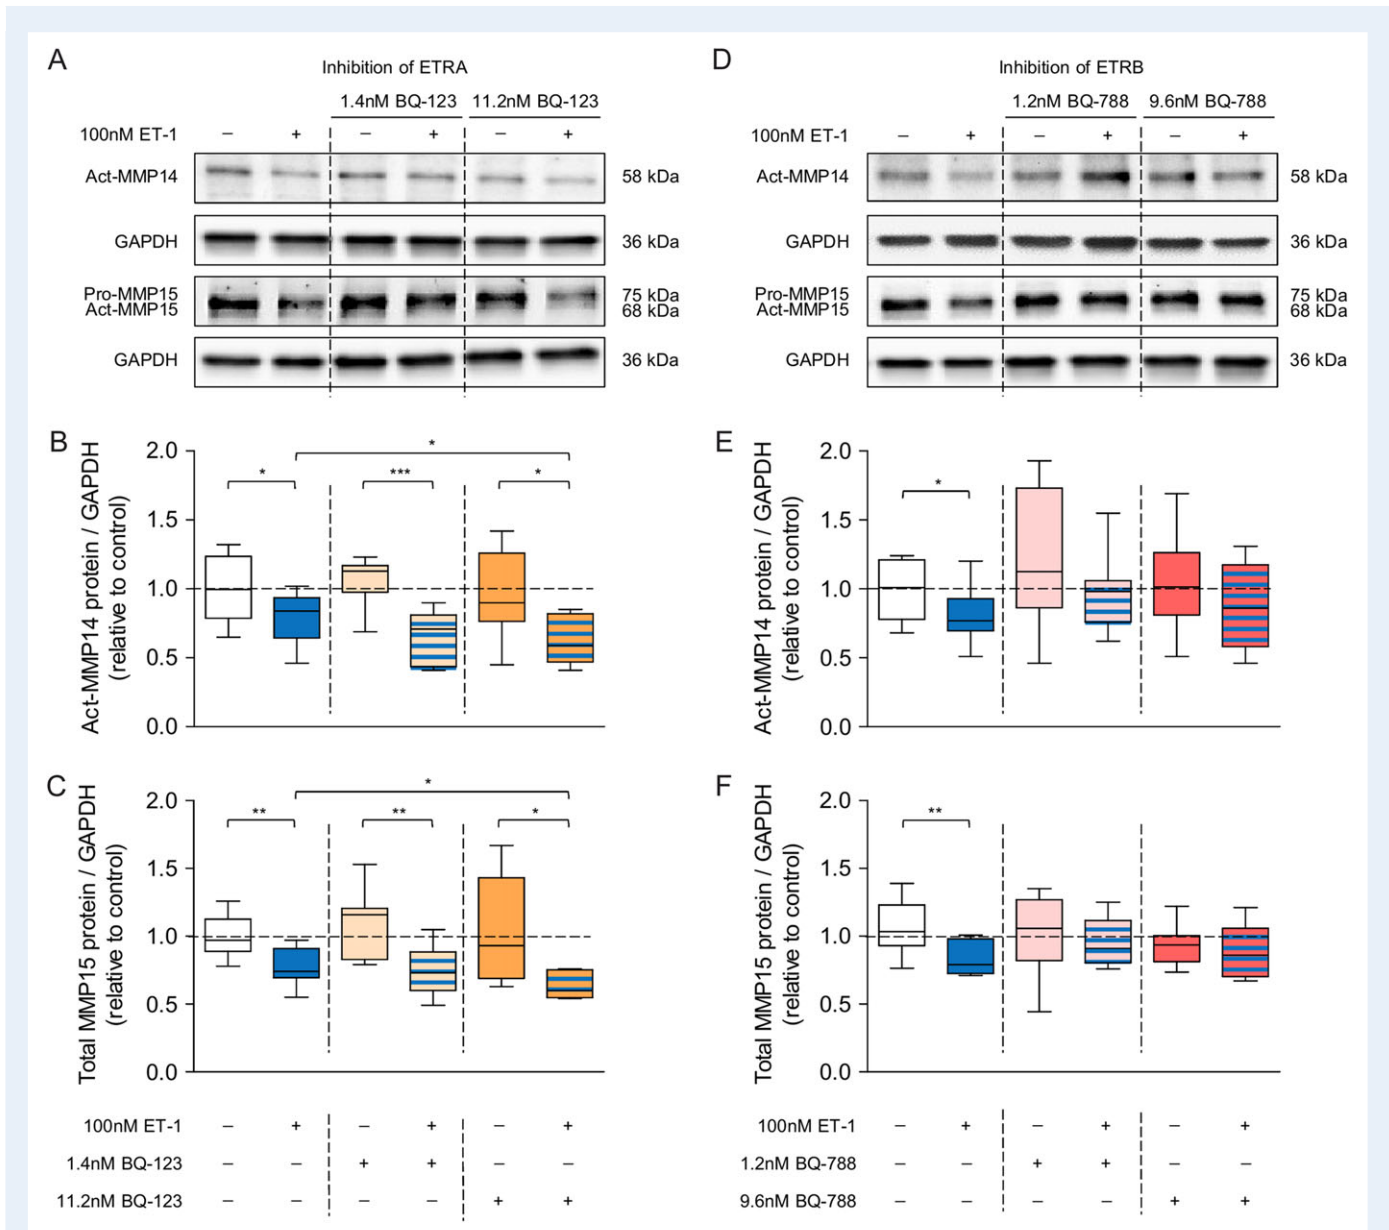 A
Inhibition of ETRA
1.4nM BQ-123 11.2nM BQ-123
100nM ET-1 – + – + – +
Act-MMP14 58 kDa
GAPDH 36 kDa
Pro-MMP15 75 kDa
Act-MMP15 68 kDa
GAPDH 36 kDa
D
Inhibition of ETRB
1.2nM BQ-788 9.6nM BQ-788
100nM ET-1 – + – + – +
Act-MMP14 58 kDa
GAPDH 36 kDa
Pro-MMP15 75 kDa
Act-MMP15 68 kDa
GAPDH 36 kDa
B
Act-MMP14 protein / GAPDH
(relative to control)
2.0
1.5
1.0
0.5
0.0
*
* *** *
E
Act-MMP14 protein / GAPDH
(relative to control)
2.0
1.5
1.0
0.5
0.0
*
C
Total MMP15 protein / GAPDH
(relative to control)
2.0
1.5
1.0
0.5
0.0
*
** ** *
100nM ET-1 – + – + – +
1.4nM BQ-123 – – + + – –
11.2nM BQ-123 – – – – + +
F
Total MMP15 protein / GAPDH
(relative to control)
2.0
1.5
1.0
0.5
0.0
**
100nM ET-1 – + – + – +
1.2nM BQ-788 – – + + – –
9.6nM BQ-788 – – – – + +